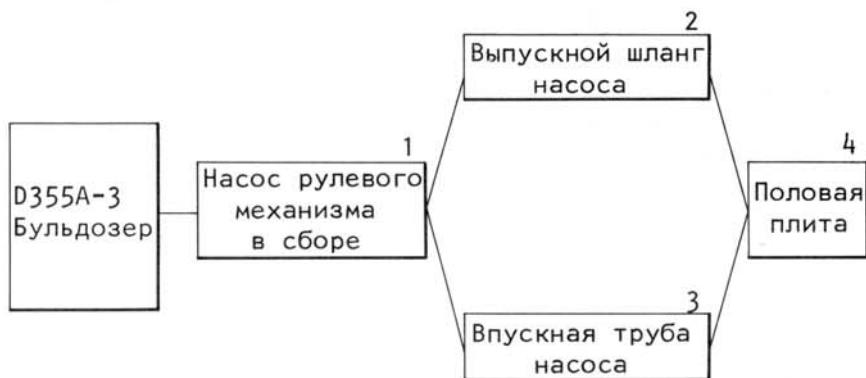 D355A-3
Бульдозер
1
Насос рулевого
механизма
в сборе
2
Выпускной шланг
насоса
3
Впускная труба
насоса
4
Половая
плита